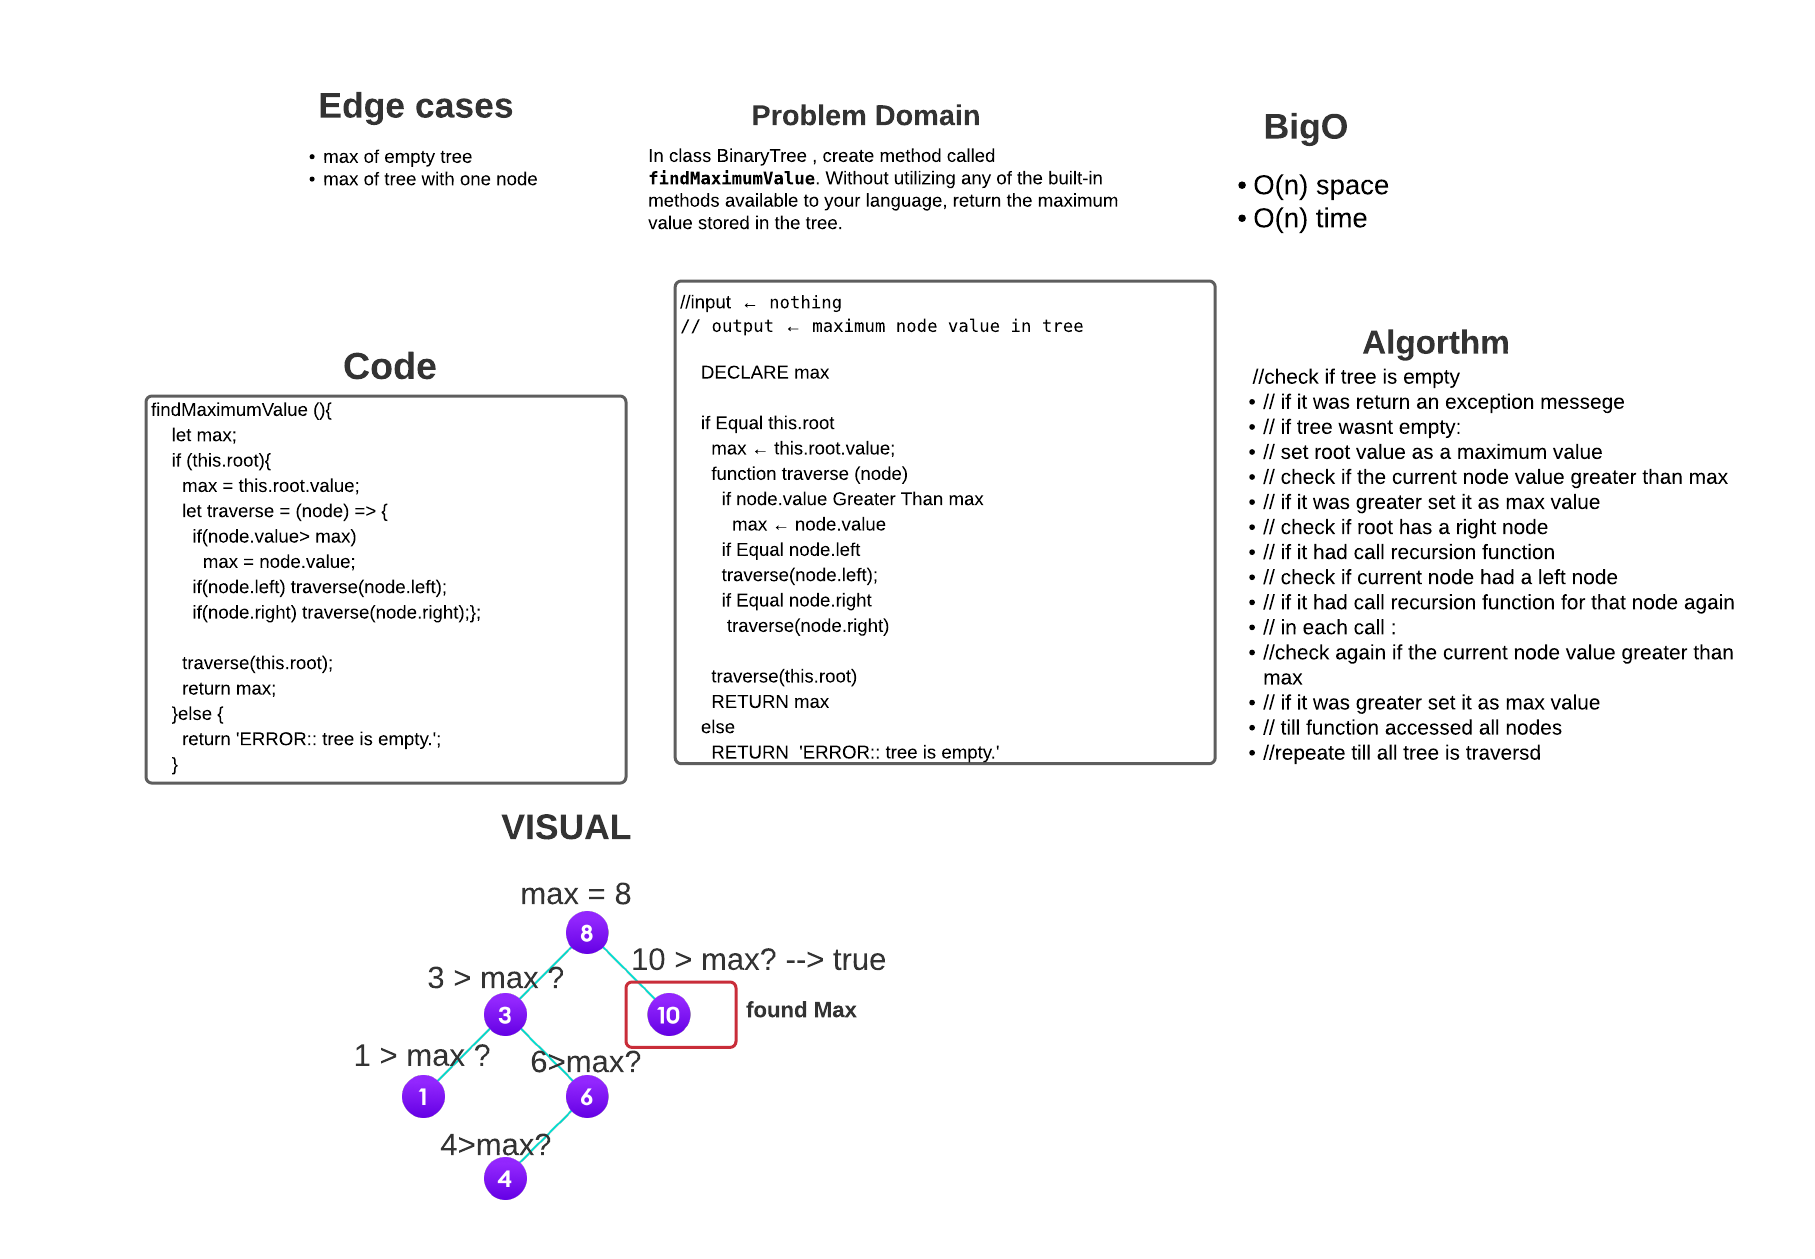 Edge cases
• max of empty tree
• max of tree with one node
Problem Domain
In class BinaryTree , create method called
findMaximumValue. Without utilizing any of the built-in
methods available to your language, return the maximum
value stored in the tree.
BigO
• O(n) space
• O(n) time
Code
findMaximumValue (){
let max;
if (this.root){
max = this.root.value;
let traverse = (node) => {
if(node.value> max)
max = node.value;
if(node.left) traverse(node.left);
if(node.right) traverse(node.right);};
traverse(this.root);
return max;
}else {
return 'ERROR:: tree is empty.';
}
//input ← nothing
// output ← maximum node value in tree
DECLARE max
if Equal this.root
max ← this.root.value;
function traverse (node)
if node.value Greater Than max
max ← node.value
if Equal node.left
traverse(node.left);
if Equal node.right
traverse(node.right)
traverse(this.root)
RETURN max
else
RETURN 'ERROR:: tree is empty.'
Algorthm
//check if tree is empty
• // if it was return an exception messege
• // if tree wasnt empty:
• // set root value as a maximum value
• // check if the current node value greater than max
• // if it was greater set it as max value
• // check if root has a right node
• // if it had call recursion function
• // check if current node had a left node
• // if it had call recursion function for that node again
• // in each call :
• //check again if the current node value greater than
max
• // if it was greater set it as max value
• // till function accessed all nodes
• //repeate till all tree is traversd
VISUAL
max = 8
8
10 > max? --> true
3 > max ?
3
10
found Max
1 > max ?
6>max?
1
6
4>max?
4